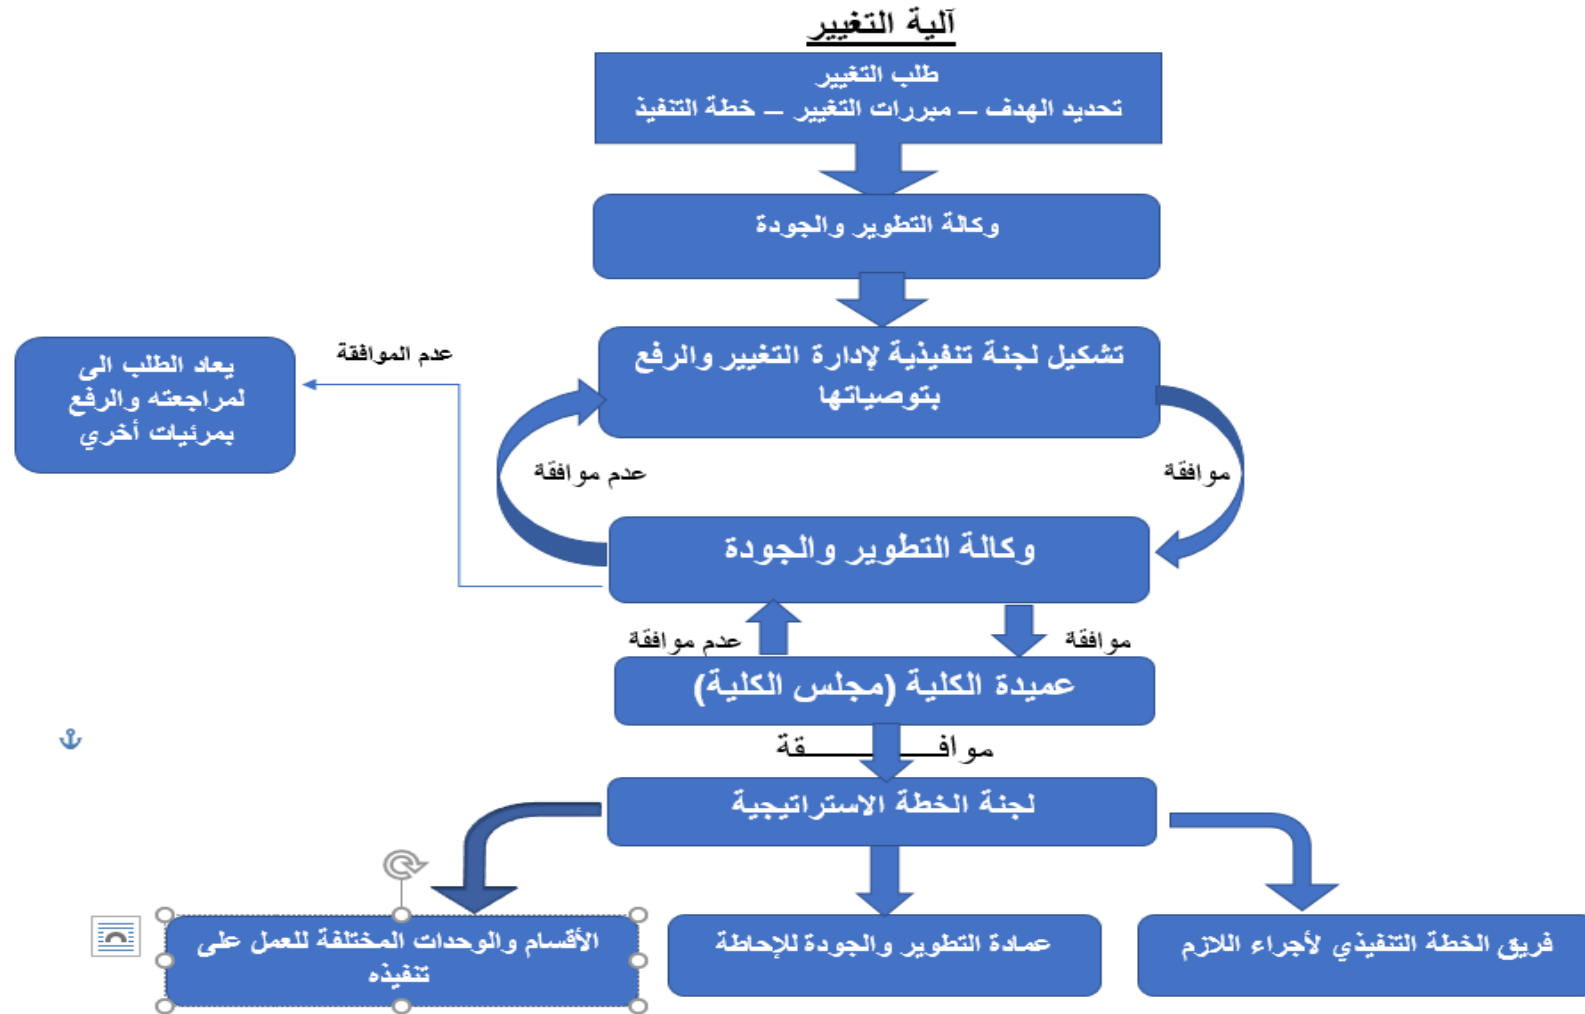 آلية التغيير
طلب التغيير
تحديد الهدف – مبررات التغيير – خطة التنفيذ
وكالة التطوير والجودة
تشكيل لجنة تنفيذية لإدارة التغيير والرفع
بتوصياتها
عدم الموافقة
يعاد الطلب الى
لمراجعته والرفع
بمرئيات أخري
موافقة
عدم موافقة
وكالة التطوير والجودة
موافقة
عدم موافقة
عميدة الكلية (مجلس الكلية)
موافـــــــــقة
لجنة الخطة الاستراتيجية
فريق الخطة التنفيذي لأجراء اللازم
عمادة التطوير والجودة للإحاطة
الأقسام والوحدات المختلفة للعمل على
تنفيذه